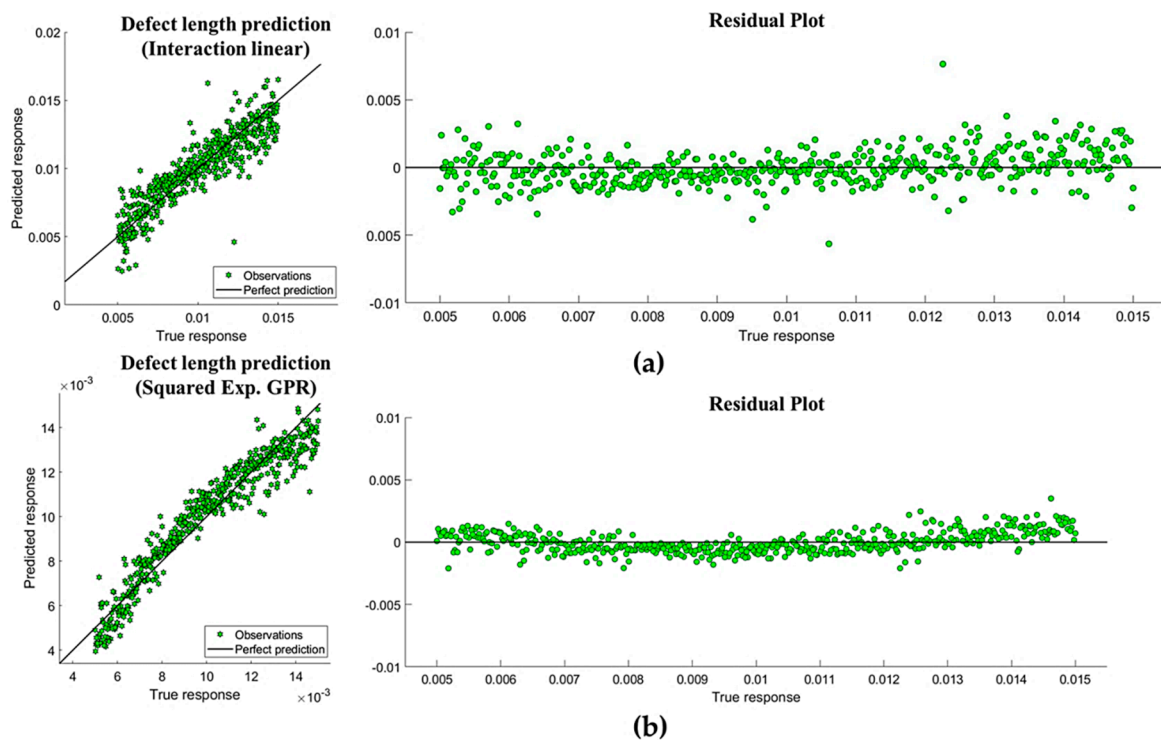 Defect length prediction
(Interaction linear)
0.02
0.015
0.01
0.005
0
Predicted response
Observations
Perfect prediction
0.005 0.01 0.015
True response
Residual Plot
0.01
0.005
0
-0.005
-0.01
0.005 0.006 0.007 0.008 0.009 0.01 0.011 0.012 0.013 0.014 0.015
True response
(a)
Defect length prediction
(Squared Exp. GPR)
×10⁻³
14
12
10
8
6
4
Predicted response
Observations
Perfect prediction
4 6 8 10 12 14
True response ×10⁻³
Residual Plot
0.01
0.005
0
-0.005
-0.01
0.005 0.006 0.007 0.008 0.009 0.01 0.011 0.012 0.013 0.014 0.015
True response
(b)